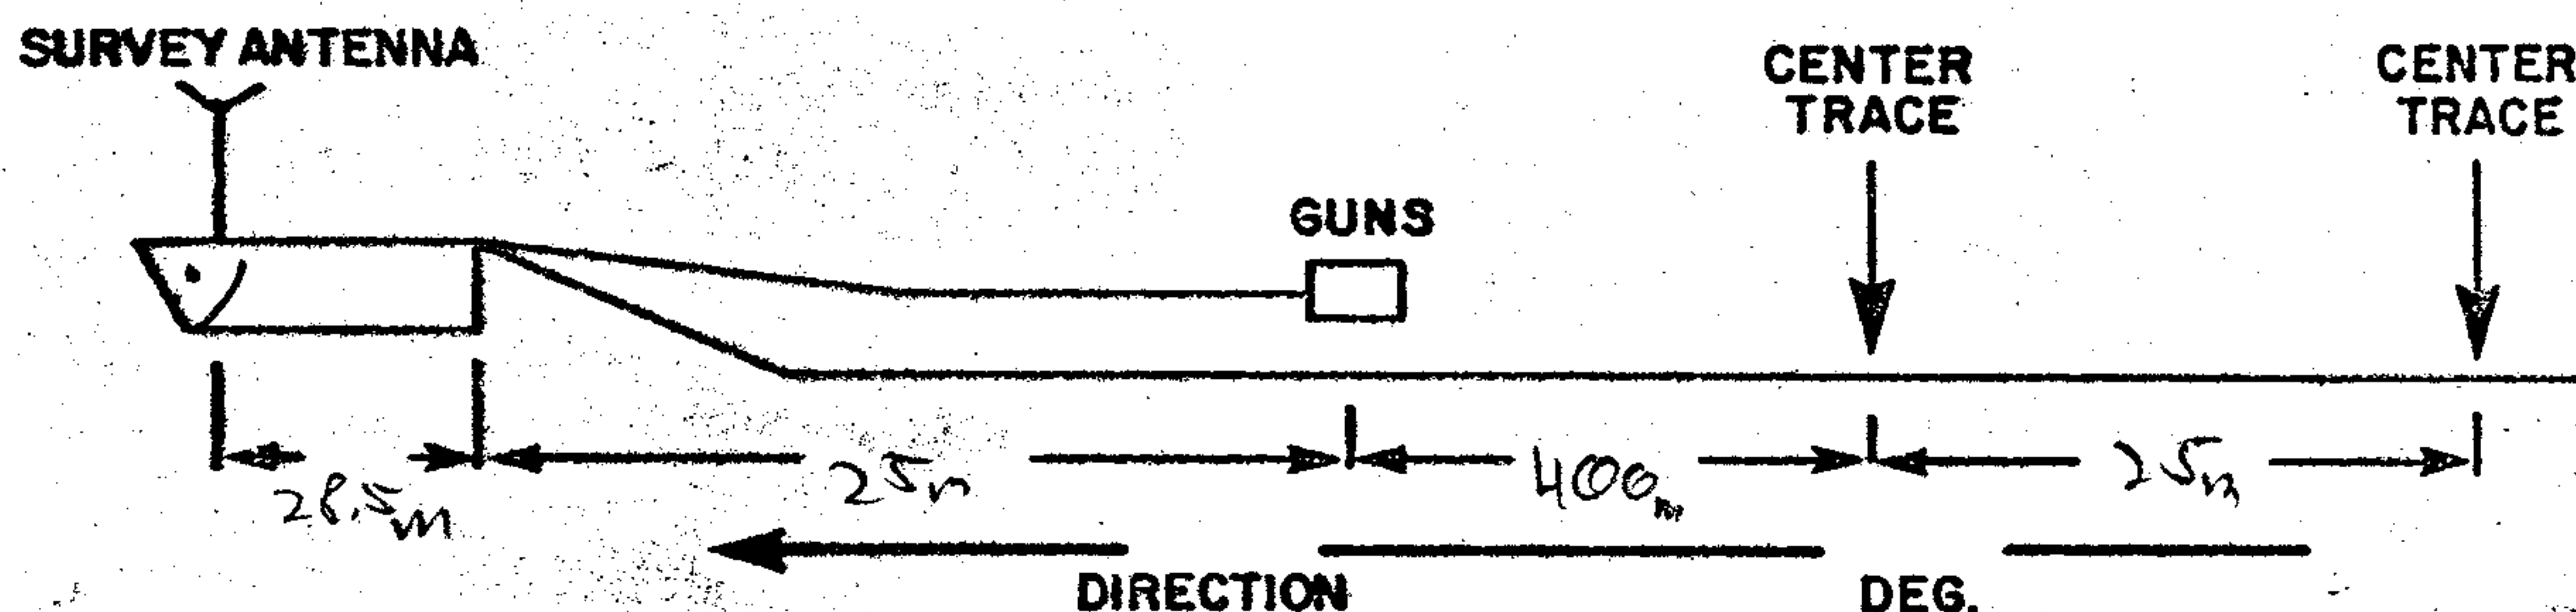 SURVEY ANTENNA
CENTER
TRACE
CENTER
TRACE
GUNS
28.5m
25m
400m
25m
DIRECTION
DEG.